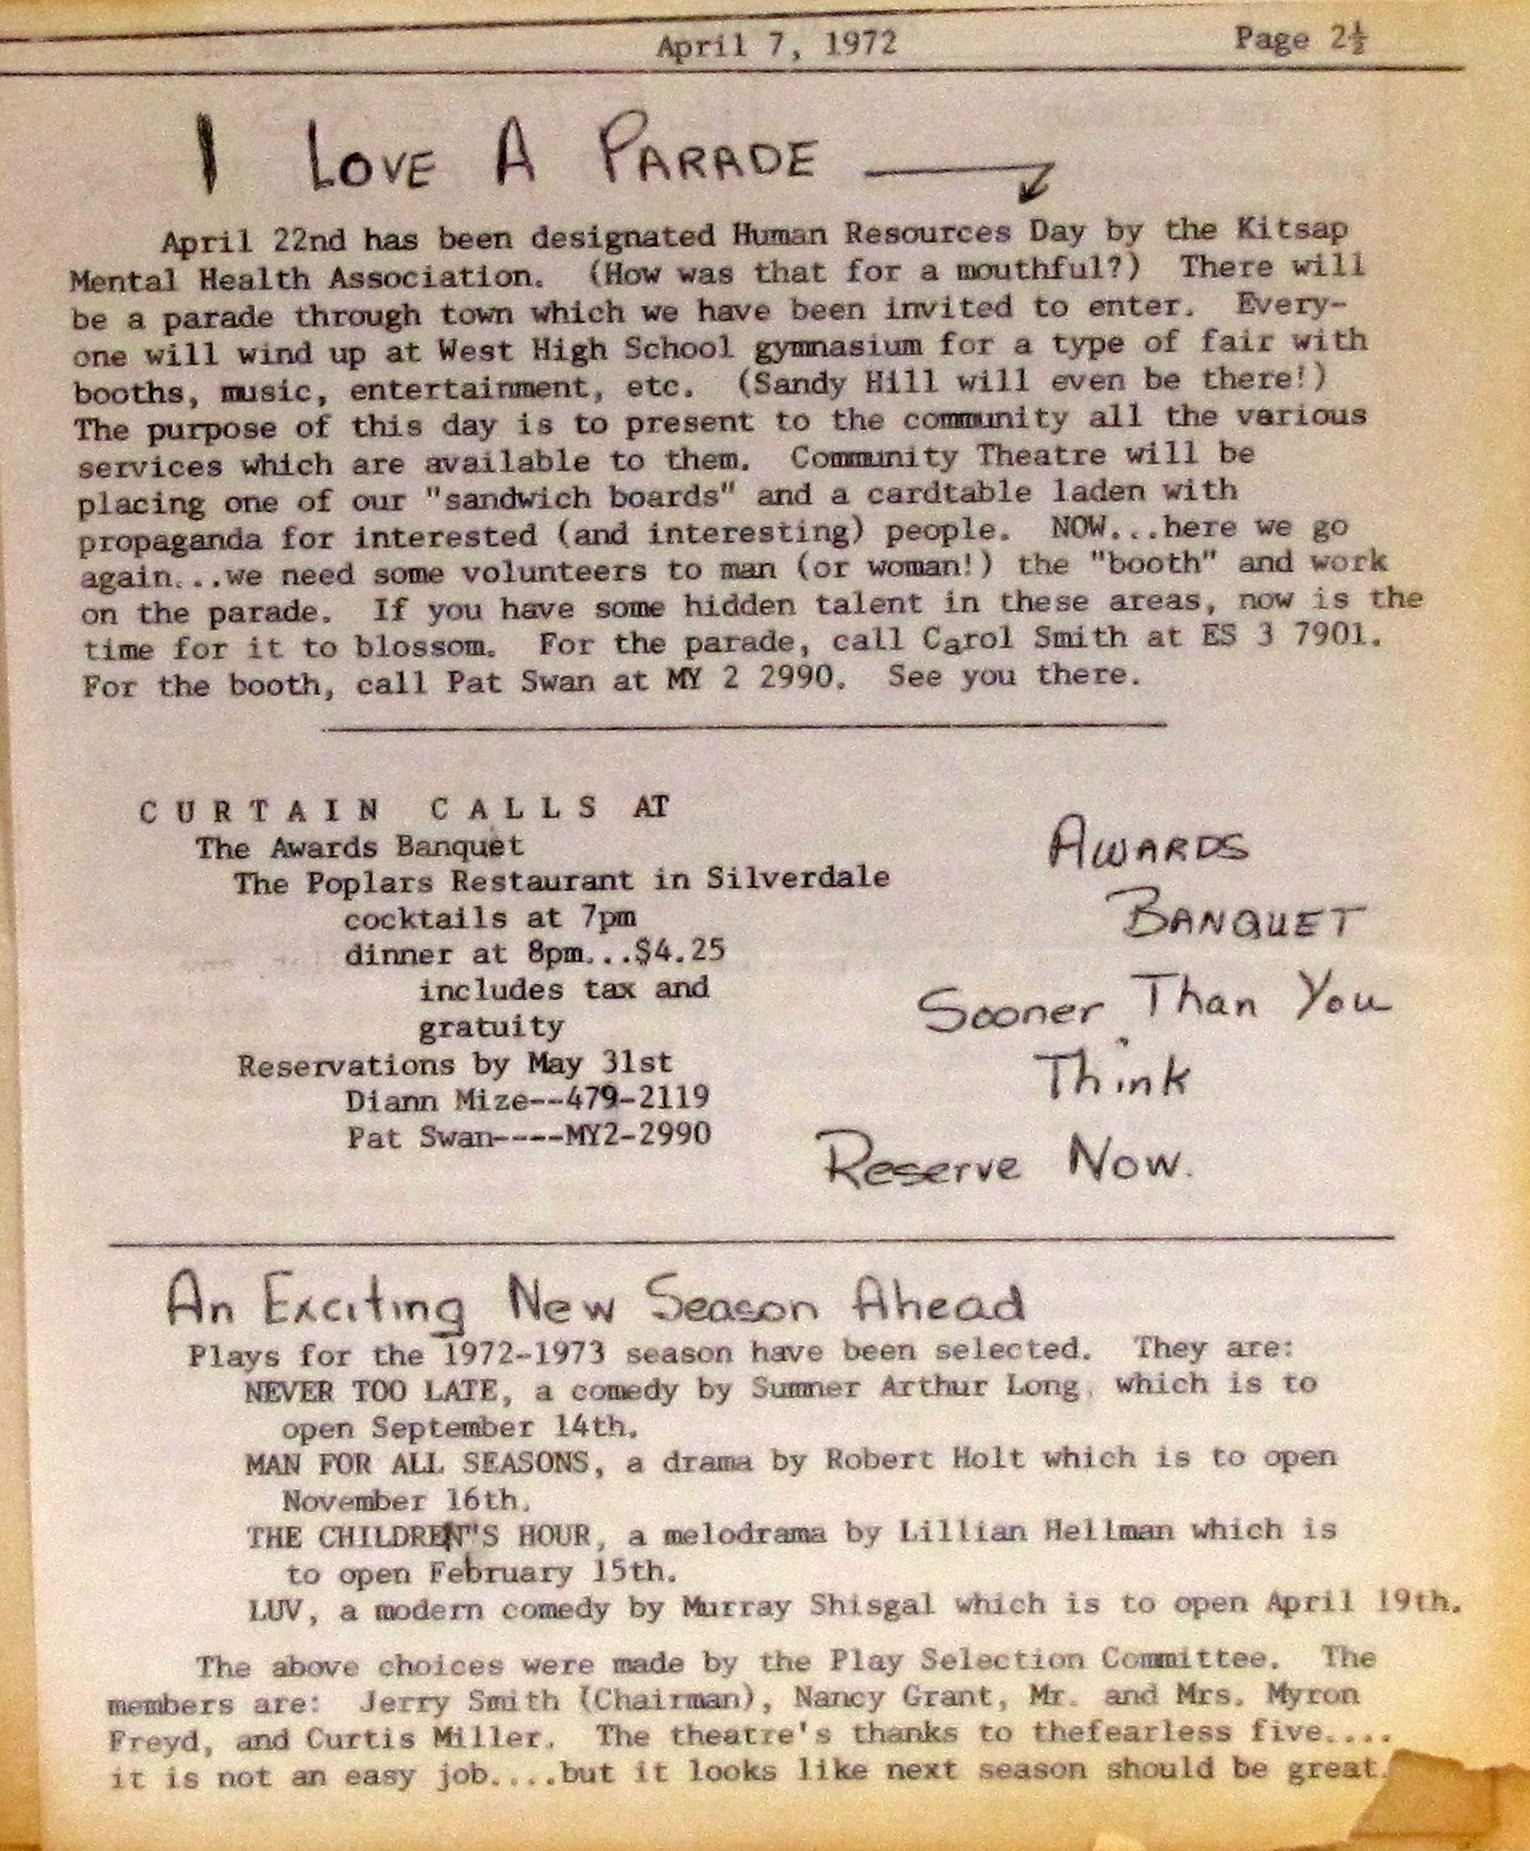 April 7, 1972 Page 2½
I LOVE A PARADE
April 22nd has been designated Human Resources Day by the Kitsap
Mental Health Association. (How was that for a mouthful?) There will
be a parade through town which we have been invited to enter. Every-
one will wind up at West High School gymnasium for a type of fair with
booths, music, entertainment, etc. (Sandy Hill will even be there!)
The purpose of this day is to present to the community all the various
services which are available to them. Community Theatre will be
placing one of our "sandwich boards" and a cardtable laden with
propaganda for interested (and interesting) people. NOW...here we go
again...we need some volunteers to man (or woman!) the "booth" and work
on the parade. If you have some hidden talent in these areas, now is the
time for it to blossom. For the parade, call Carol Smith at ES 3 7901.
For the booth, call Pat Swan at MY 2 2990. See you there.
C U R T A I N C A L L S AT
The Awards Banquet
The Poplars Restaurant in Silverdale
cocktails at 7pm
dinner at 8pm...$4.25
includes tax and
gratuity
Reservations by May 31st
Diann Mize--479-2119
Pat Swan----MY2-2990
AWARDS
BANQUET
Sooner Than You
Think
Reserve Now.
An Exciting New Season Ahead
Plays for the 1972-1973 season have been selected. They are:
NEVER TOO LATE, a comedy by Sumner Arthur Long, which is to
open September 14th.
MAN FOR ALL SEASONS, a drama by Robert Holt which is to open
November 16th.
THE CHILDREN"S HOUR, a melodrama by Lillian Hellman which is
to open February 15th.
LUV, a modern comedy by Murray Shisgal which is to open April 19th.
The above choices were made by the Play Selection Committee. The
members are: Jerry Smith (Chairman), Nancy Grant, Mr. and Mrs. Myron
Freyd, and Curtis Miller. The theatre's thanks to thefearless five....
it is not an easy job....but it looks like next season should be great.